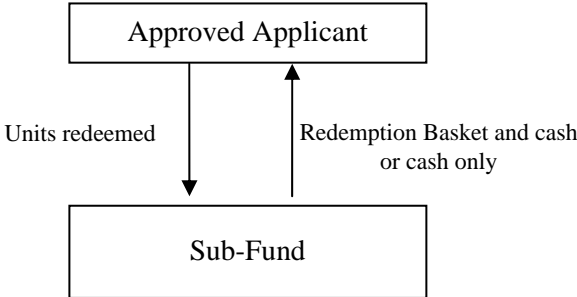 Approved Applicant
Units redeemed
Redemption Basket and cash
or cash only
Sub-Fund